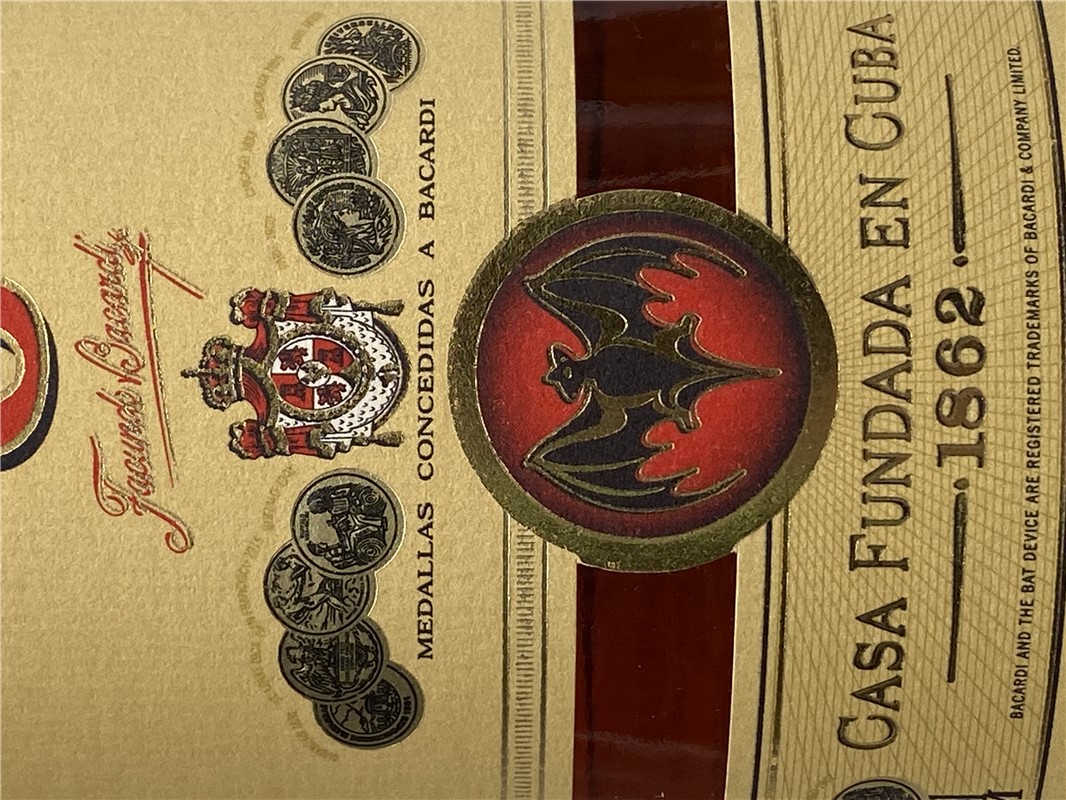 Facundo Bacardi
MEDALLAS CONCEDIDAS A BACARDI
CASA FUNDADA EN CUBA
1862
BACARDI AND THE BAT DEVICE ARE REGISTERED TRADEMARKS OF BACARDI & COMPANY LIMITED.